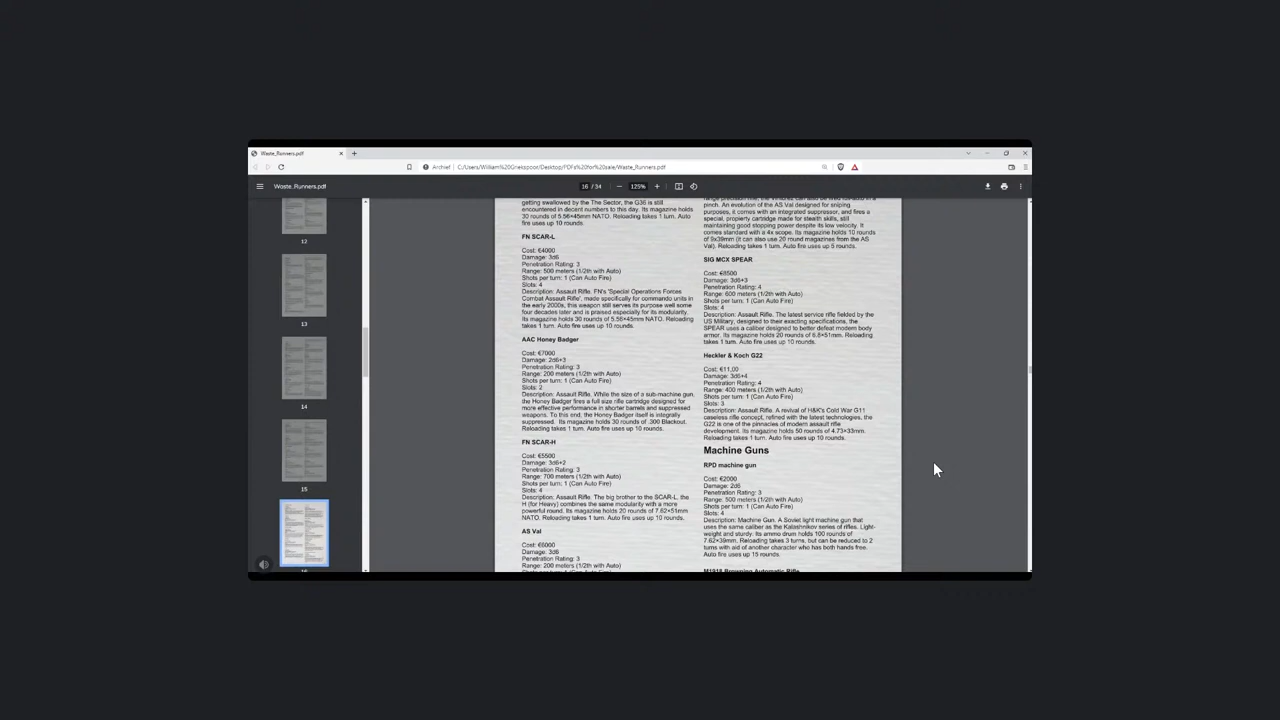 Waste_Runners.pdf
Archief
C:/Users/William%20Gnekspoos/Desktop/PDFs%20for%20sale/Waste_Runners.pdf
Waste_Runners.pdf
16 / 34
125%
12
13
14
15
getting swallowed by the The Sector, the G36 is still
encountered in decent numbers to this day. Its magazine holds
30 rounds of 5.56×45mm NATO. Reloading takes 1 turn. Auto
fire uses up 10 rounds.
FN SCAR-L
Cost: €4000
Damage: 3d6
Penetration Rating: 3
Range: 500 meters (1/2th with Auto)
Shots per turn: 1 (Can Auto Fire)
Slots: 4
Description: Assault Rifle. FN's 'Special Operations Forces
Combat Assault Rifle', made specifically for commando units in
the early 2000s, this weapon still serves its purpose well some
four decades later and is praised especially for its modularity.
Its magazine holds 30 rounds of 5.56×45mm NATO. Reloading
takes 1 turn. Auto fire uses up 10 rounds.
AAC Honey Badger
Cost: €7000
Damage: 2d6+3
Penetration Rating: 3
Range: 200 meters (1/2th with Auto)
Shots per turn: 1 (Can Auto Fire)
Slots: 2
Description: Assault Rifle. While the size of a sub-machine gun,
the Honey Badger fires a full size rifle cartridge designed for
more effective performance in shorter barrels and suppressed
weapons. To this end, the Honey Badger itself is integrally
suppressed. Its magazine holds 30 rounds of .300 Blackout.
Reloading takes 1 turn. Auto fire uses up 10 rounds.
FN SCAR-H
Cost: €5500
Damage: 3d6+2
Penetration Rating: 3
Range: 700 meters (1/2th with Auto)
Shots per turn: 1 (Can Auto Fire)
Slots: 4
Description: Assault Rifle. The big brother to the SCAR-L, the
H (for Heavy) combines the same modularity with a more
powerful round. Its magazine holds 20 rounds of 7.62×51mm
NATO. Reloading takes 1 turn. Auto fire uses up 10 rounds.
AS Val
Cost: €6000
Damage: 3d6
Penetration Rating: 3
Range: 200 meters (1/2th with Auto)
pinch. An evolution of the AS Val designed for sniping
purposes, it comes with an integrated suppressor, and fires a
special, property cartridge made for stealth skills, still
maintaining good stopping power despite its low velocity. It
comes standard with a 4x scope. Its magazine holds 10 rounds
of 9x39mm (it can also use 20 round magazines from the AS
Val). Reloading takes 1 turn. Auto fire uses up 5 rounds.
SIG MCX SPEAR
Cost: €8500
Damage: 3d6+3
Penetration Rating: 4
Range: 600 meters (1/2th with Auto)
Shots per turn: 1 (Can Auto Fire)
Slots: 4
Description: Assault Rifle. The latest service rifle fielded by the
US Military, designed to their exacting specifications, the
SPEAR uses a caliber designed to better defeat modern body
armor. Its magazine holds 20 rounds of 6.8×51mm. Reloading
takes 1 turn. Auto fire uses up 10 rounds.
Heckler & Koch G22
Cost: €11,00
Damage: 3d6+4
Penetration Rating: 4
Range: 400 meters (1/2th with Auto)
Shots per turn: 1 (Can Auto Fire)
Slots: 3
Description: Assault Rifle. A revival of H&K's Cold War G11
caseless rifle concept, refined with the latest technologies, the
G22 is one of the pinnacles of modern assault rifle
development. Its magazine holds 50 rounds of 4.73×33mm.
Reloading takes 1 turn. Auto fire uses up 10 rounds.
Machine Guns
RPD machine gun
Cost: €2000
Damage: 2d6
Penetration Rating: 3
Range: 500 meters (1/2th with Auto)
Shots per turn: 1 (Can Auto Fire)
Slots: 4
Description: Machine Gun. A Soviet light machine gun that
uses the same caliber as the Kalashnikov series of rifles. Light-
weight and sturdy. Its ammo drum holds 100 rounds of
7.62×39mm. Reloading takes 3 turns, but can be reduced to 2
turns with aid of another character who has both hands free.
Auto fire uses up 15 rounds.
M1918 Browning Automatic Rifle